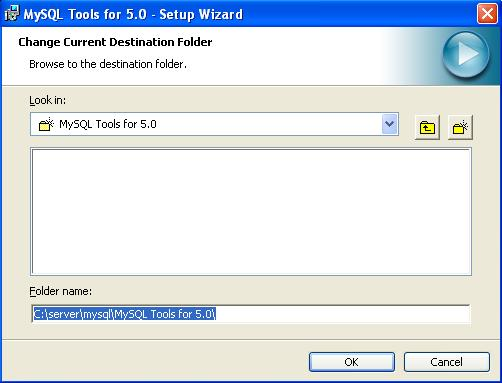 MySQL Tools for 5.0 - Setup Wizard
Change Current Destination Folder
Browse to the destination folder.
Look in:
MySQL Tools for 5.0
Folder name:
C:\server\mysql\MySQL Tools for 5.0\
OK Cancel